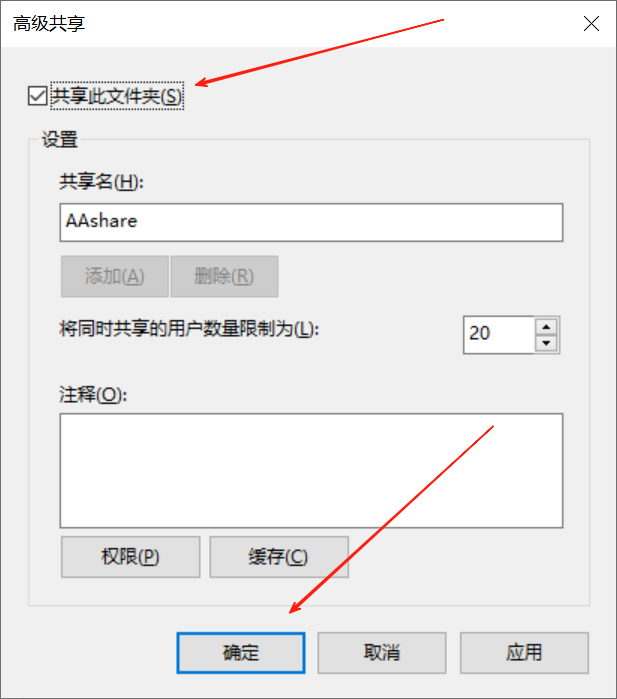 高级共享
共享此文件夹(S)
设置
共享名(H):
AAshare
添加(A) 删除(R)
将同时共享的用户数量限制为(L):
20
注释(O):
权限(P) 缓存(C)
确定 取消 应用